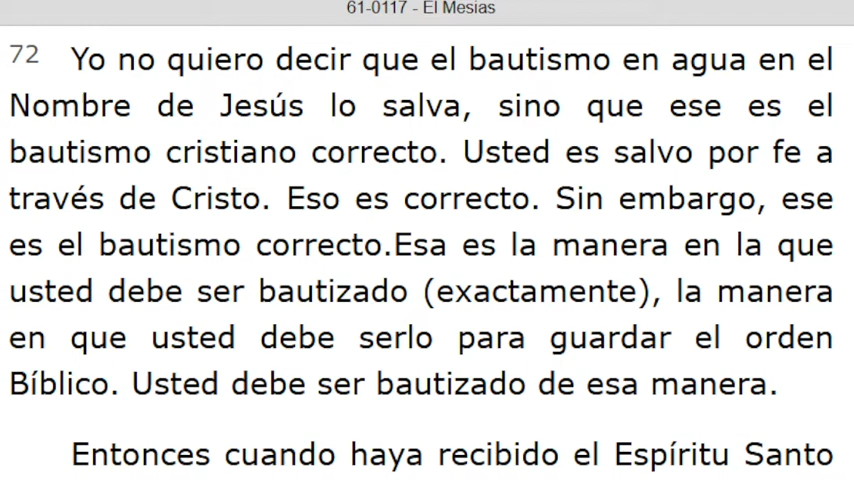 61-0117 - El Mesias
72 Yo no quiero decir que el bautismo en agua en el
Nombre de Jesús lo salva, sino que ese es el
bautismo cristiano correcto. Usted es salvo por fe a
través de Cristo. Eso es correcto. Sin embargo, ese
es el bautismo correcto.Esa es la manera en la que
usted debe ser bautizado (exactamente), la manera
en que usted debe serlo para guardar el orden
Bíblico. Usted debe ser bautizado de esa manera.
Entonces cuando haya recibido el Espíritu Santo